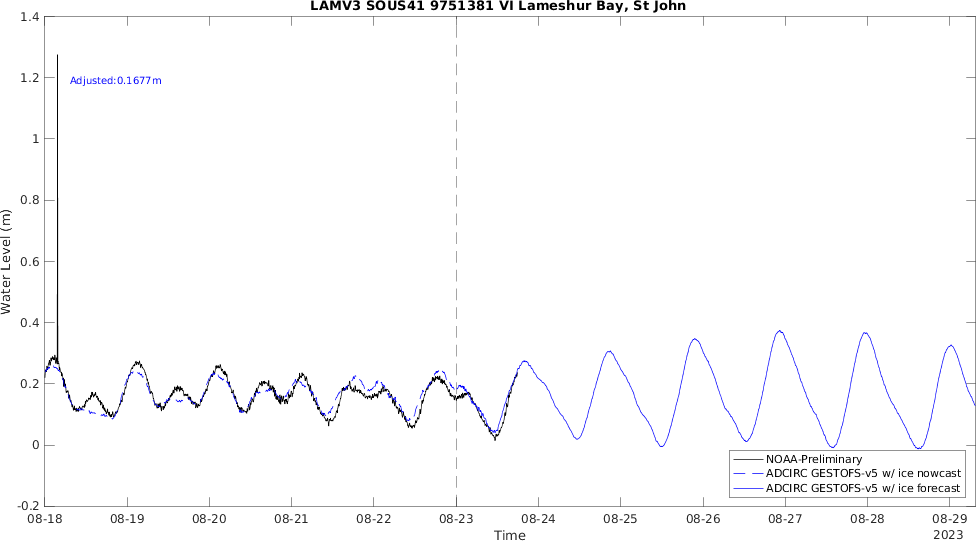 LAMV3 SOUS41 9751381 VI Lameshur Bay, St John
1.4
1.2
1
0.8
0.6
0.4
0.2
0
-0.2
Water Level (m)
Adjusted:0.1677m
NOAA-Preliminary
ADCIRC GESTOFS-v5 w/ ice nowcast
ADCIRC GESTOFS-v5 w/ ice forecast
08-18 08-19 08-20 08-21 08-22 08-23 08-24 08-25 08-26 08-27 08-28 08-29
Time
2023